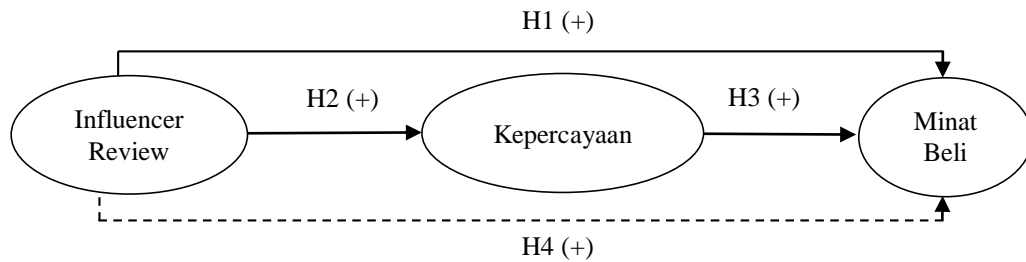 H1 (+)
H2 (+)
H3 (+)
Influencer
Review
Kepercayaan
Minat
Beli
H4 (+)